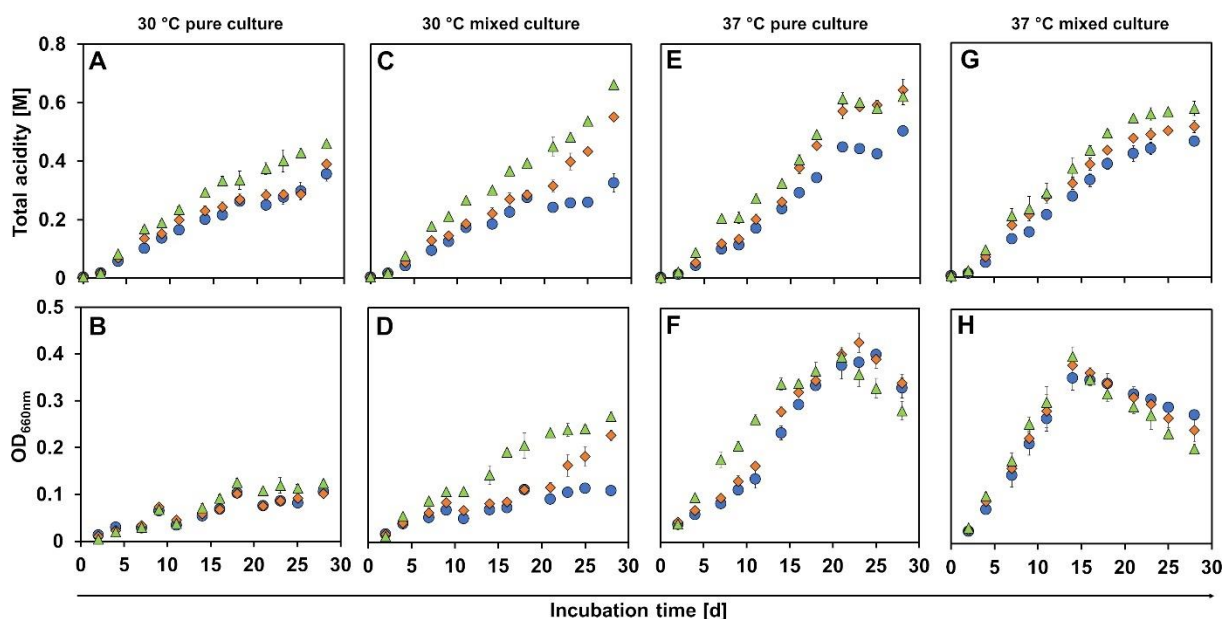 30 °C pure culture 30 °C mixed culture 37 °C pure culture 37 °C mixed culture
Total acidity [M]
0.8
0.6
0.4
0.2
0
A
C
E
G
OD660nm
0.5
0.4
0.3
0.2
0.1
0
B
D
F
H
0 5 10 15 20 25 30 0 5 10 15 20 25 30 0 5 10 15 20 25 30 0 5 10 15 20 25 30
Incubation time [d]